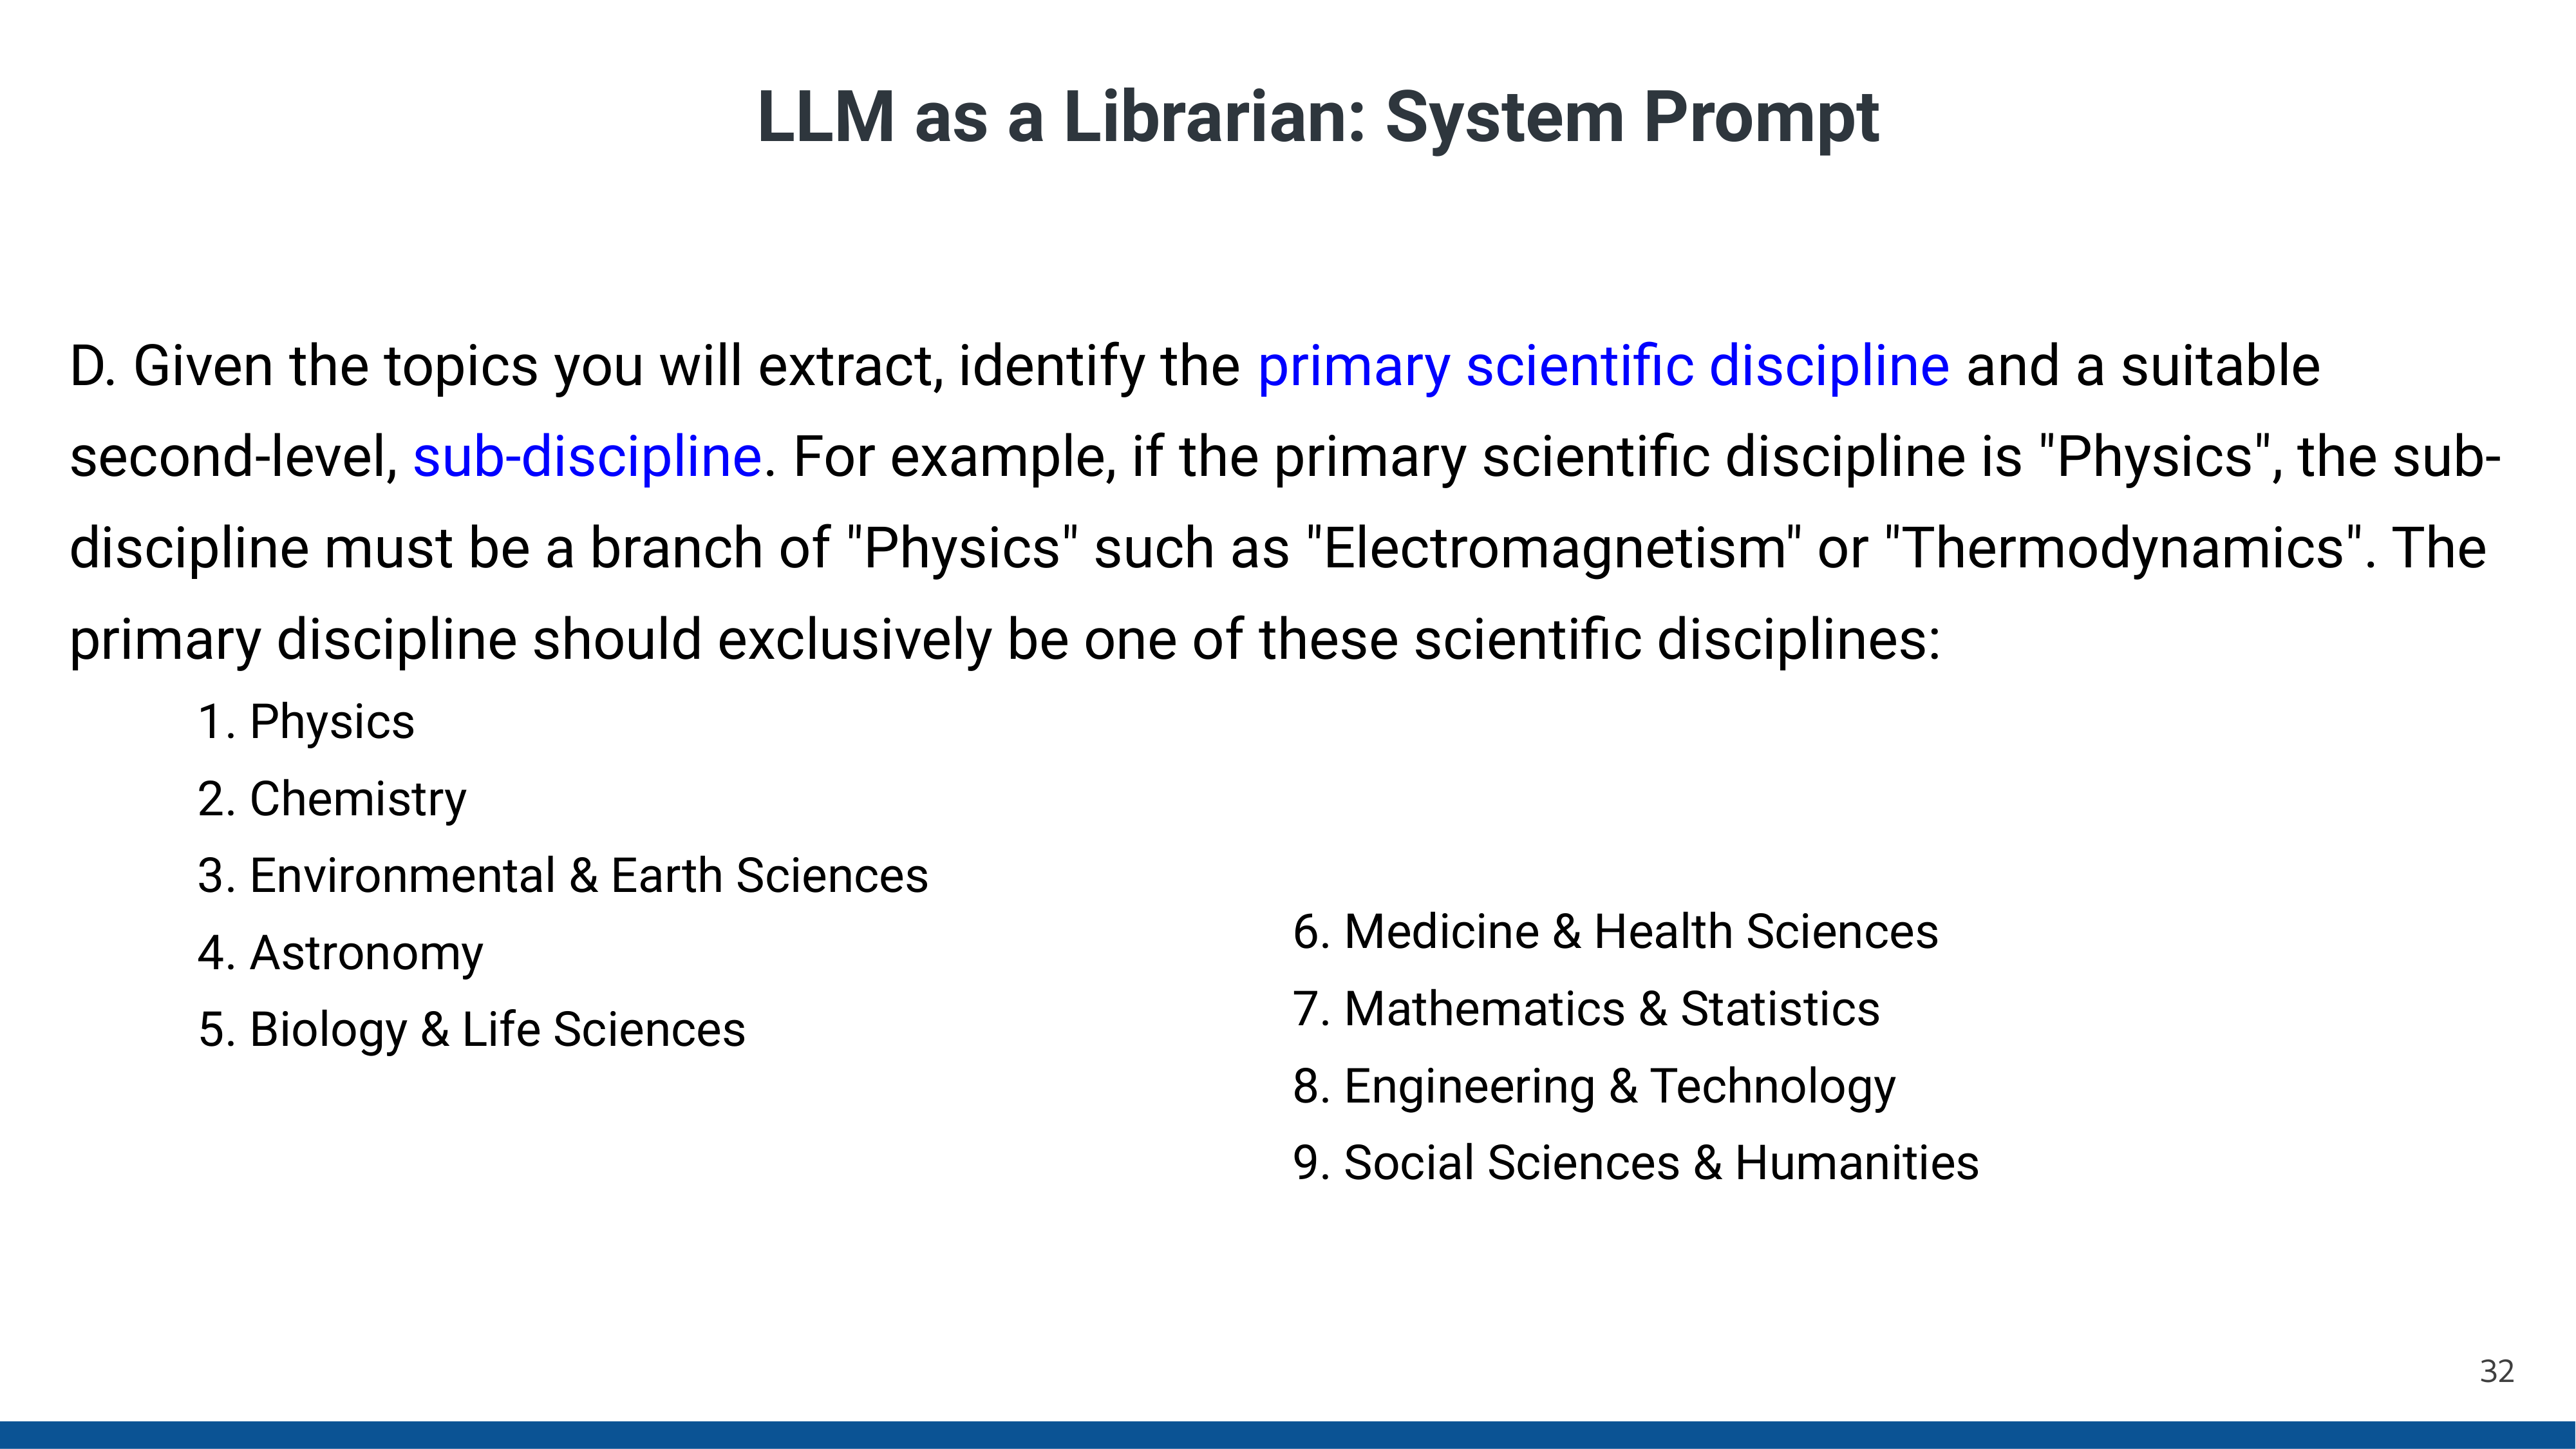 LLM as a Librarian: System Prompt
D. Given the topics you will extract, identify the primary scientific discipline and a suitable
second-level, sub-discipline. For example, if the primary scientific discipline is "Physics", the sub-
discipline must be a branch of "Physics" such as "Electromagnetism" or "Thermodynamics". The
primary discipline should exclusively be one of these scientific disciplines:
1. Physics
2. Chemistry
3. Environmental & Earth Sciences
4. Astronomy
5. Biology & Life Sciences
6. Medicine & Health Sciences
7. Mathematics & Statistics
8. Engineering & Technology
9. Social Sciences & Humanities
32